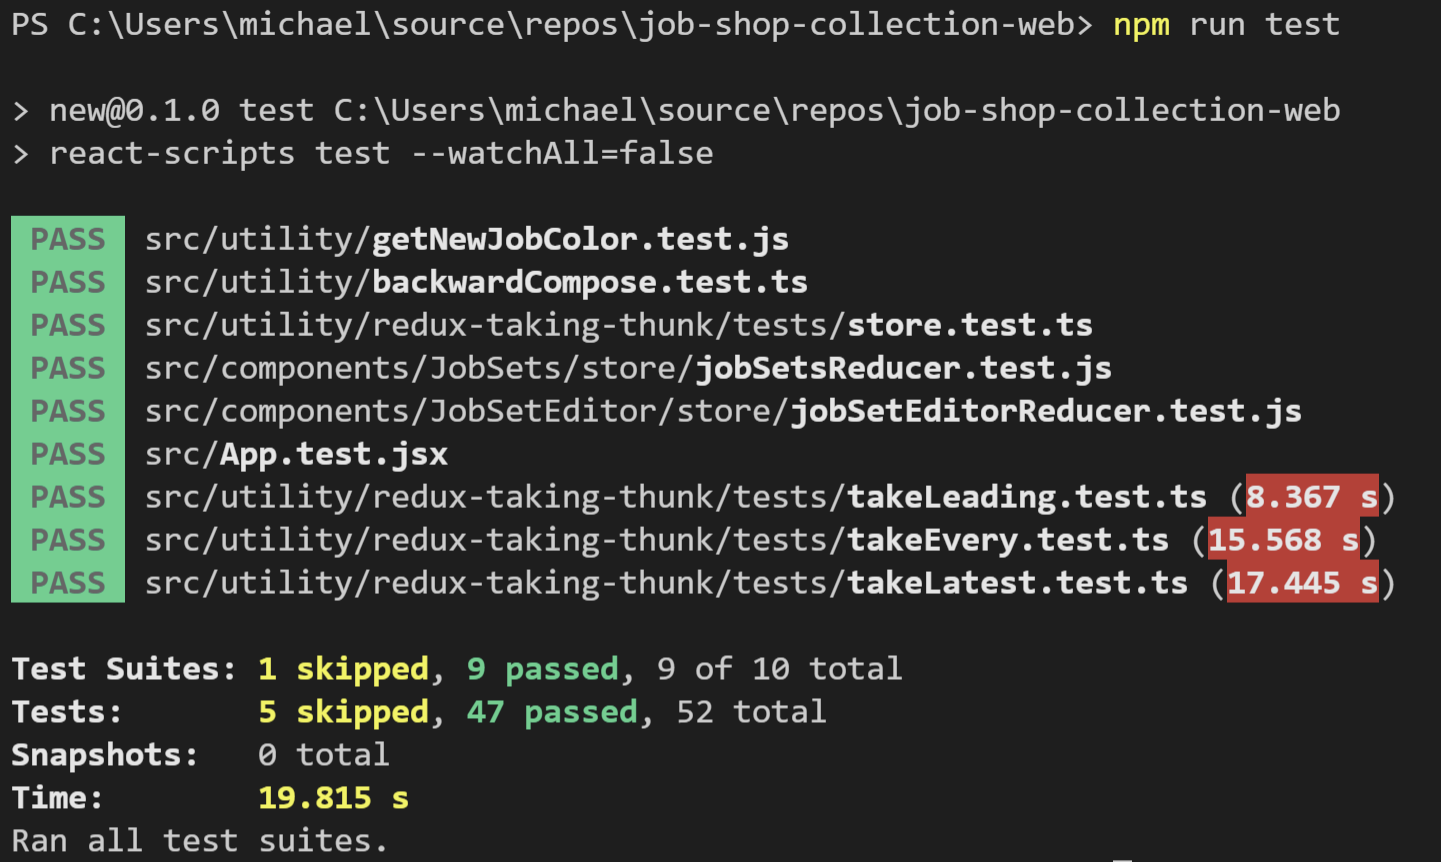 PS C:\Users\michael\source\repos\job-shop-collection-web> npm run test
> new@0.1.0 test C:\Users\michael\source\repos\job-shop-collection-web
> react-scripts test --watchAll=false
PASS src/utility/getNewJobColor.test.js
PASS src/utility/backwardCompose.test.ts
PASS src/utility/redux-taking-thunk/tests/store.test.ts
PASS src/components/JobSets/store/jobSetsReducer.test.js
PASS src/components/JobSetEditor/store/jobSetEditorReducer.test.js
PASS src/App.test.jsx
PASS src/utility/redux-taking-thunk/tests/takeLeading.test.ts (8.367 s)
PASS src/utility/redux-taking-thunk/tests/takeEvery.test.ts (15.568 s)
PASS src/utility/redux-taking-thunk/tests/takeLatest.test.ts (17.445 s)
Test Suites: 1 skipped, 9 passed, 9 of 10 total
Tests: 5 skipped, 47 passed, 52 total
Snapshots: 0 total
Time: 19.815 s
Ran all test suites.